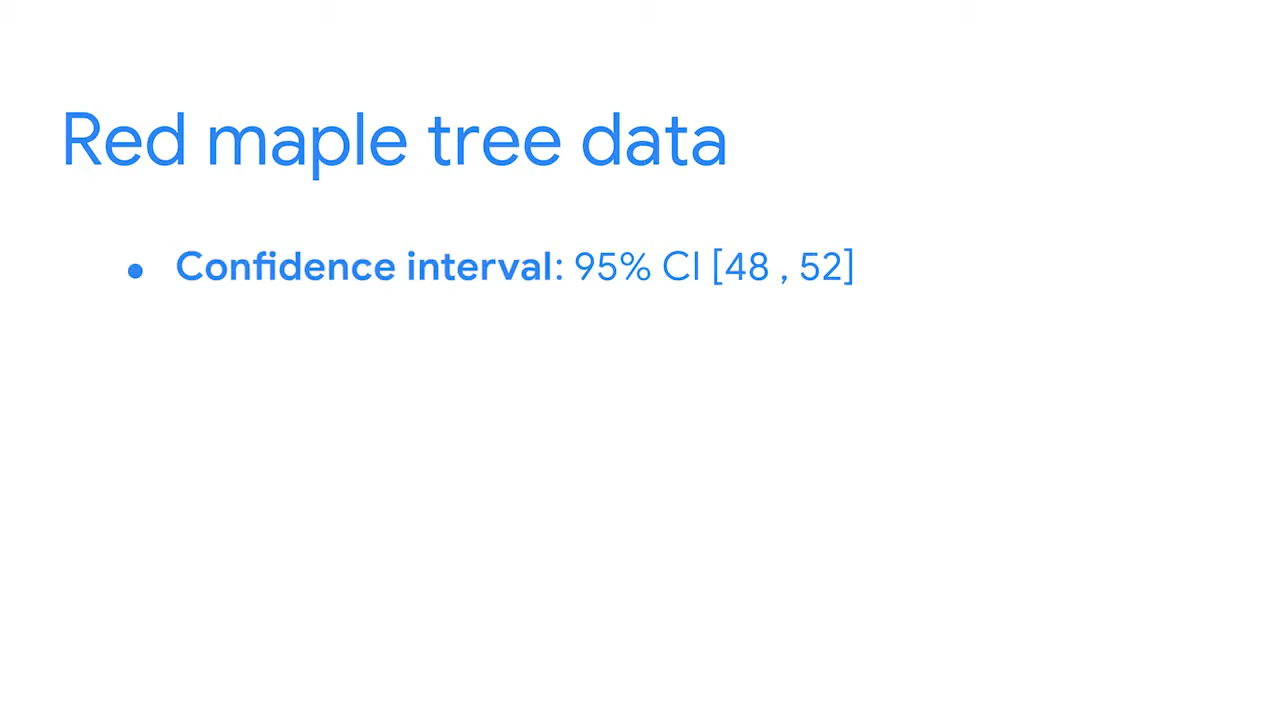 Red maple tree data
• Confidence interval: 95% CI [48 , 52]